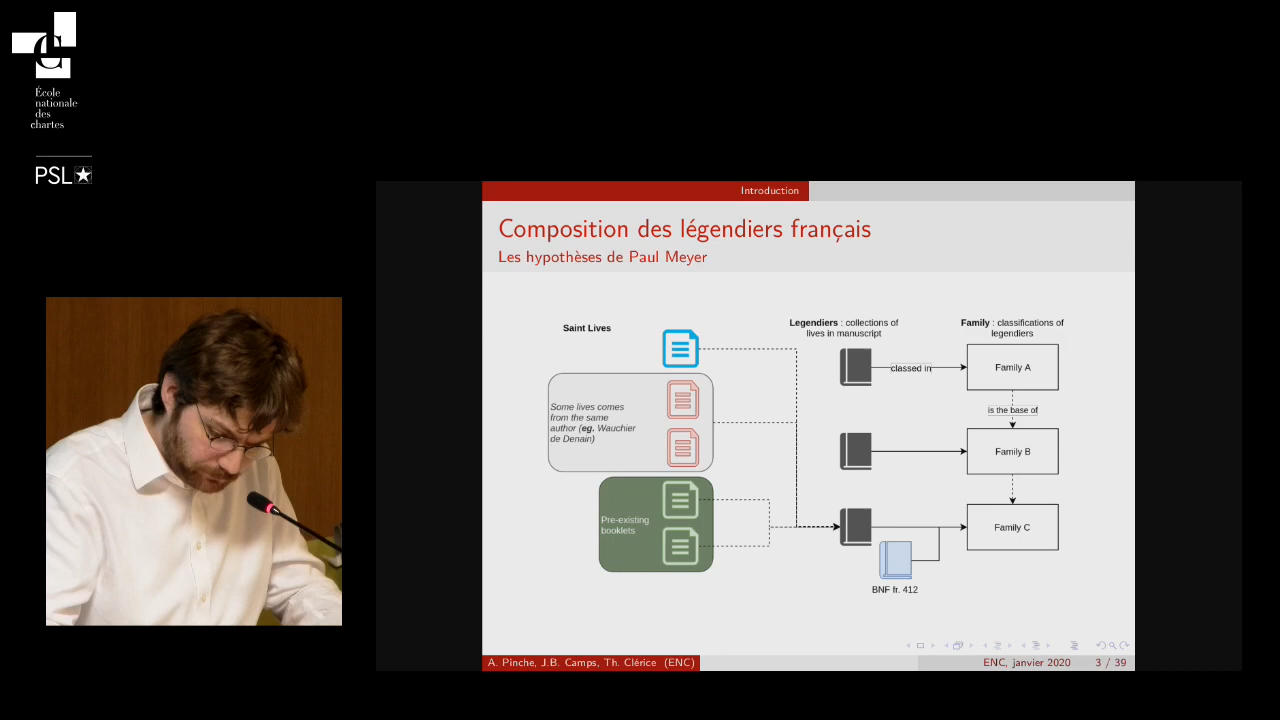 École
nationale
des
chartes
PSL
Introduction
Composition des légendiers français
Les hypothèses de Paul Meyer
Saint Lives
Some lives comes
from the same
author (eg. Wauchier
de Denain)
Pre-existing
booklets
Legendiers : collections of
lives in manuscript
classed in
BNF fr. 412
Family : classifications of
legendiers
Family A
is the base of
Family B
Family C
A. Pinche, J.B. Camps, Th. Clérice (ENC)
ENC, janvier 2020
3 / 39